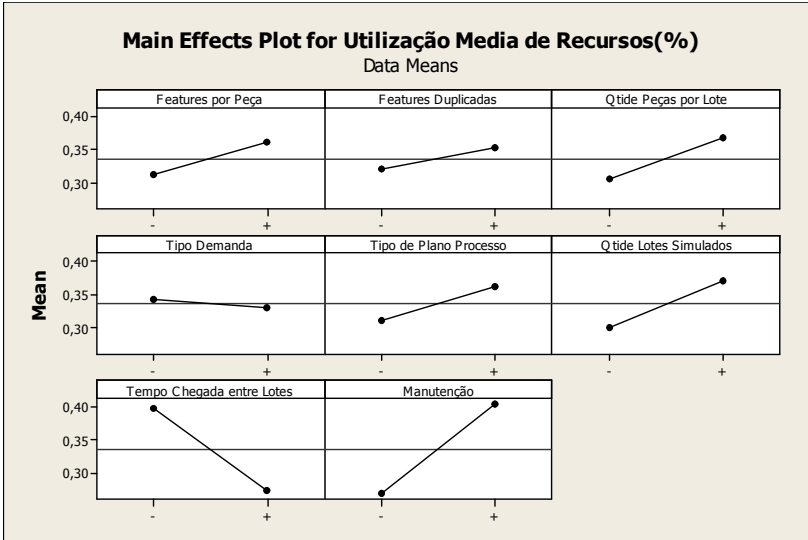 Main Effects Plot for Utilização Media de Recursos(%)
Data Means
Features por Peça Features Duplicadas Qtide Peças por Lote
0,40
0,35
0,30
- + - + - +
Tipo Demanda Tipo de Plano Processo Qtide Lotes Simulados
0,40
0,35
0,30
- + - + - +
Tempo Chegada entre Lotes Manutenção
0,40
0,35
0,30
- + - +
Mean